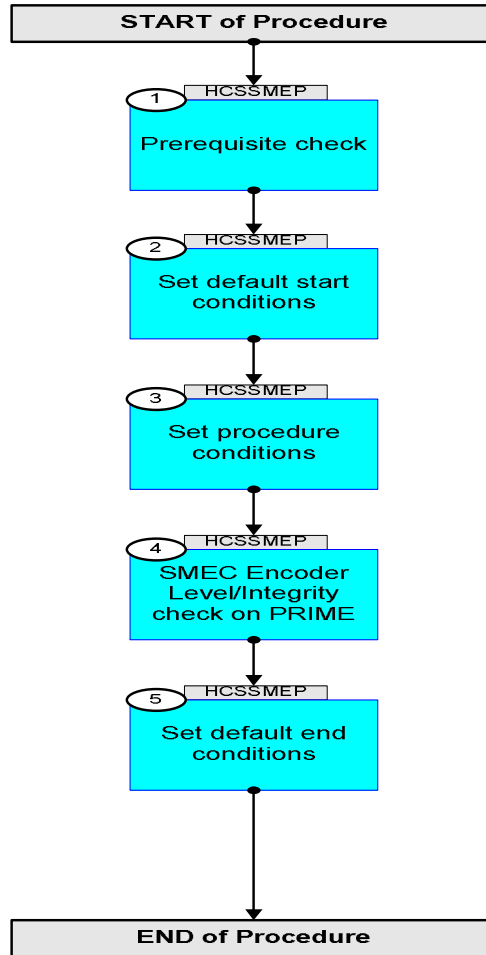 START of Procedure
HCSSMEP
1
Prerequisite check
HCSSMEP
2
Set default start
conditions
HCSSMEP
3
Set procedure
conditions
HCSSMEP
4
SMEC Encoder
Level/Integrity
check on PRIME
HCSSMEP
5
Set default end
conditions
END of Procedure